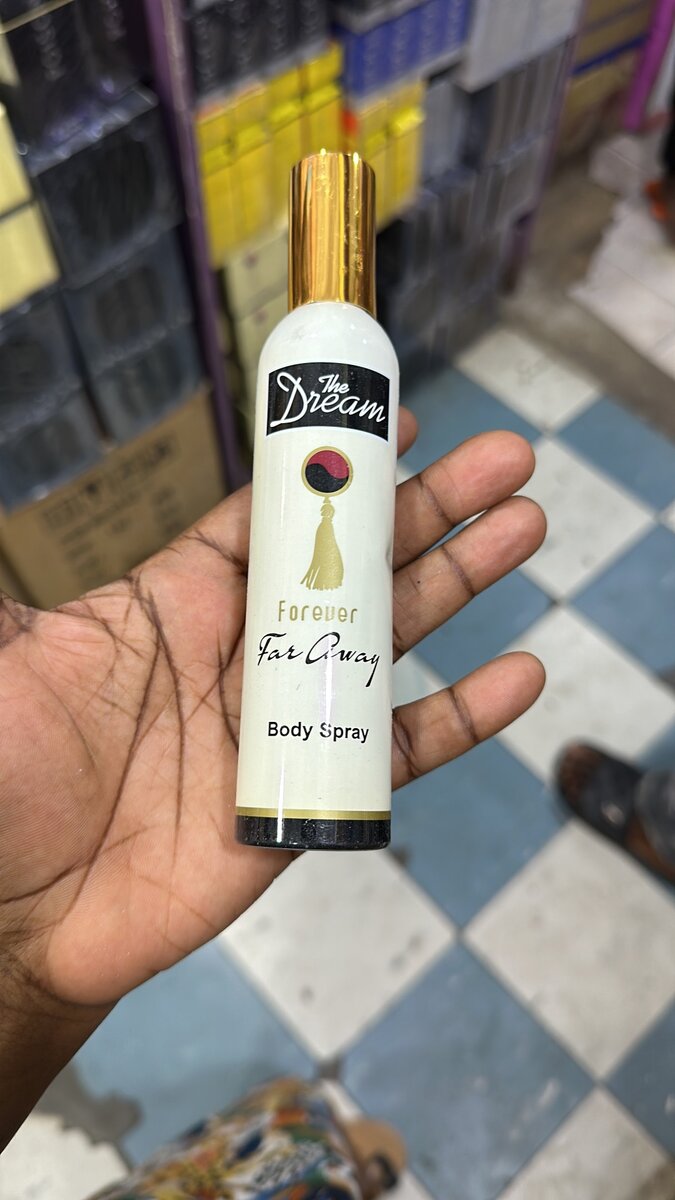 The
Dream
Forever
Far Away
Body Spray